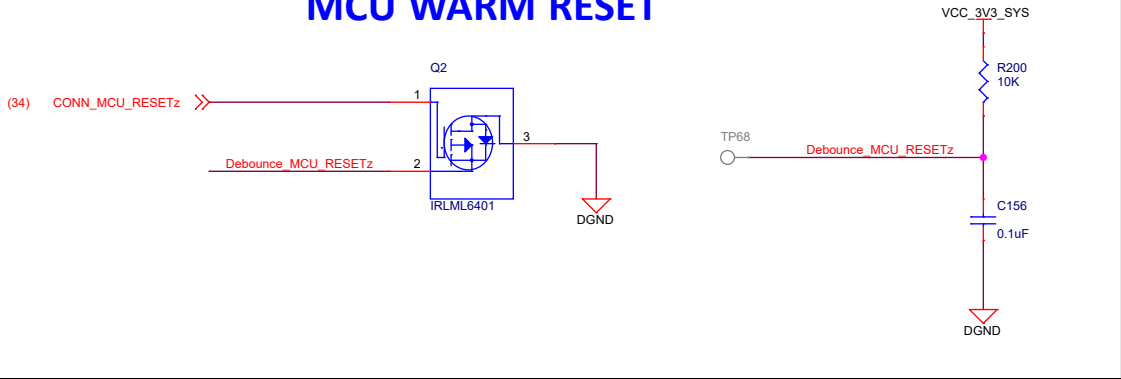 MCU WARM RESET
VCC_3V3_SYS
Q2
R200
10K
(34) CONN_MCU_RESETz
1
TP68
3
Debounce_MCU_RESETz
Debounce_MCU_RESETz
2
IRLML6401
C156
DGND
0.1uF
DGND